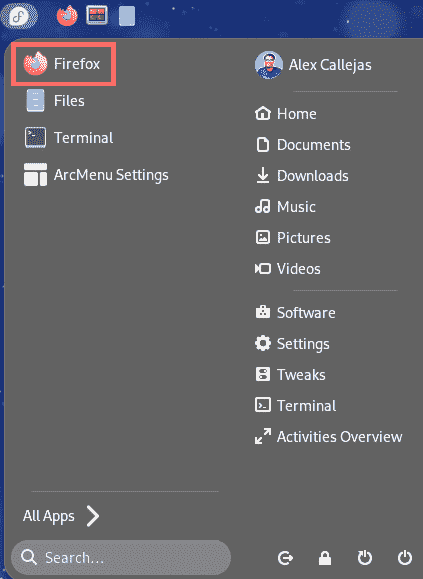 Firefox
Files
Terminal
ArcMenu Settings
Alex Callejas
Home
Documents
Downloads
Music
Pictures
Videos
Software
Settings
Tweaks
Terminal
Activities Overview
All Apps
Search...